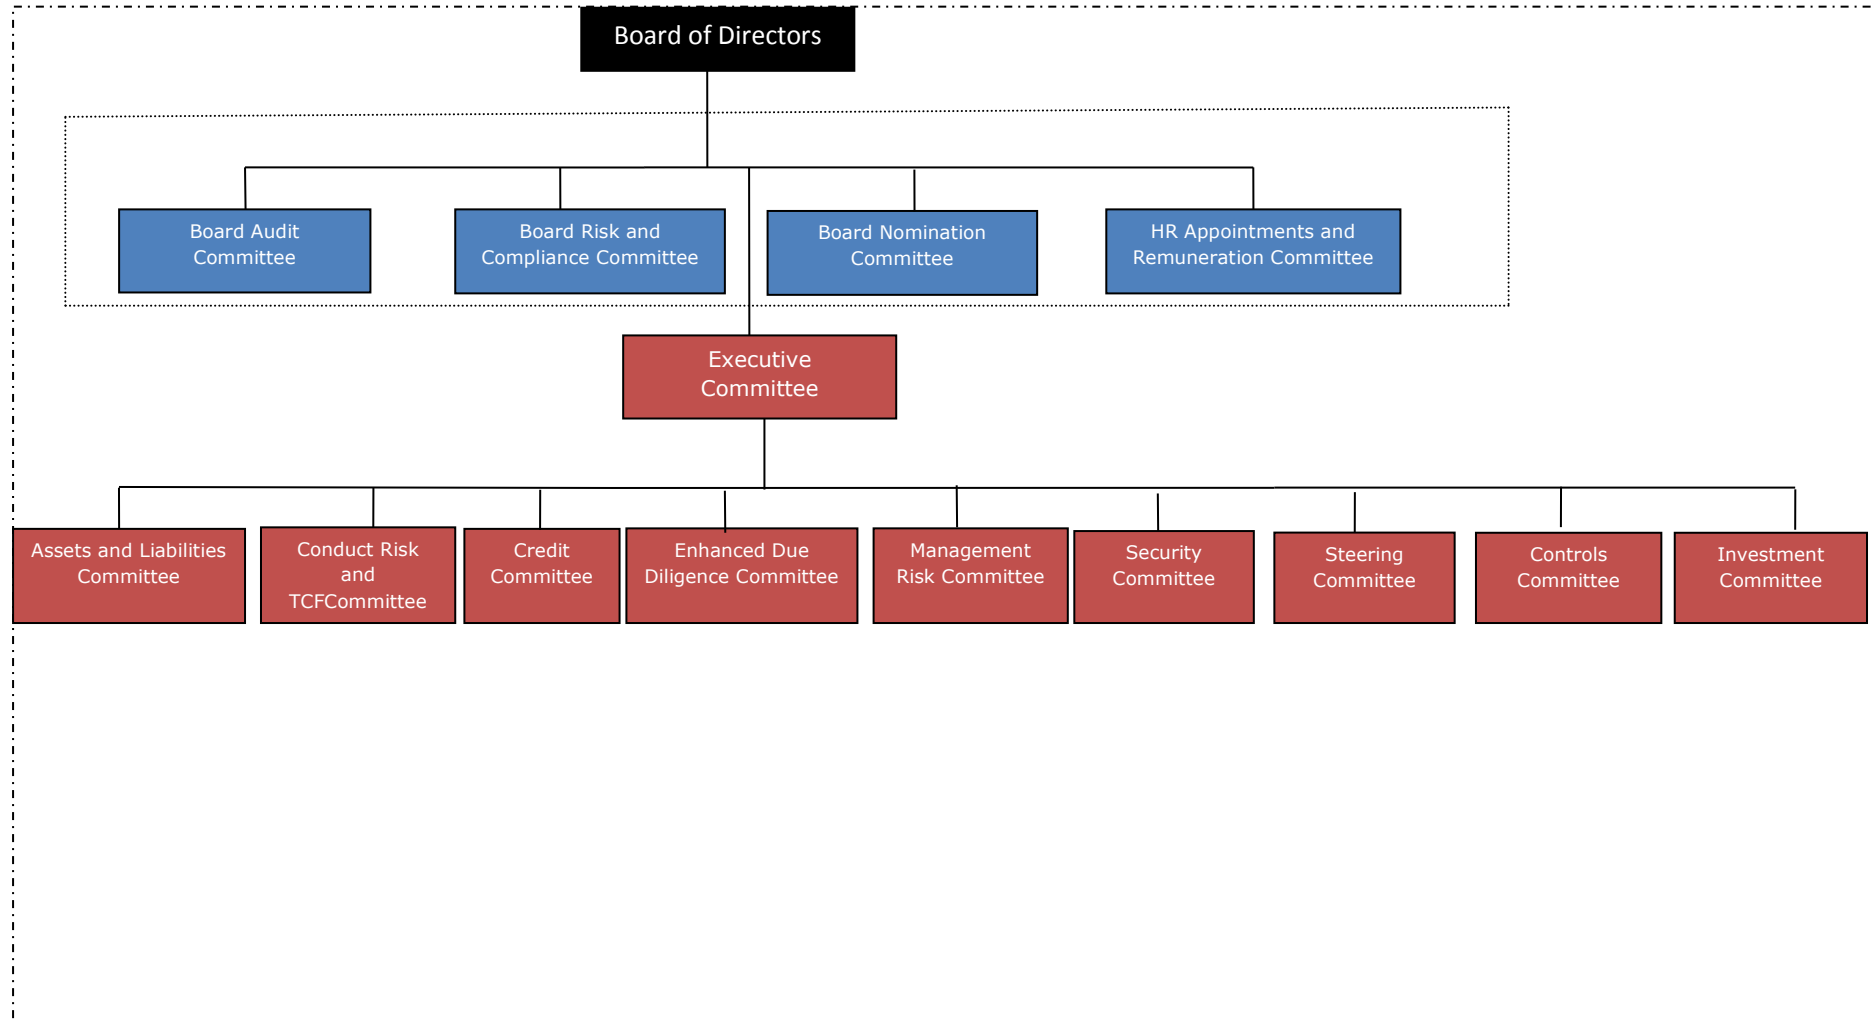 Board of Directors
Board Audit
Committee
Board Risk and
Compliance Committee
Board Nomination
Committee
HR Appointments and
Remuneration Committee
Executive
Committee
Assets and Liabilities
Committee
Conduct Risk
and
TCFCommittee
Credit
Committee
Enhanced Due
Diligence Committee
Management
Risk Committee
Security
Committee
Steering
Committee
Controls
Committee
Investment
Committee